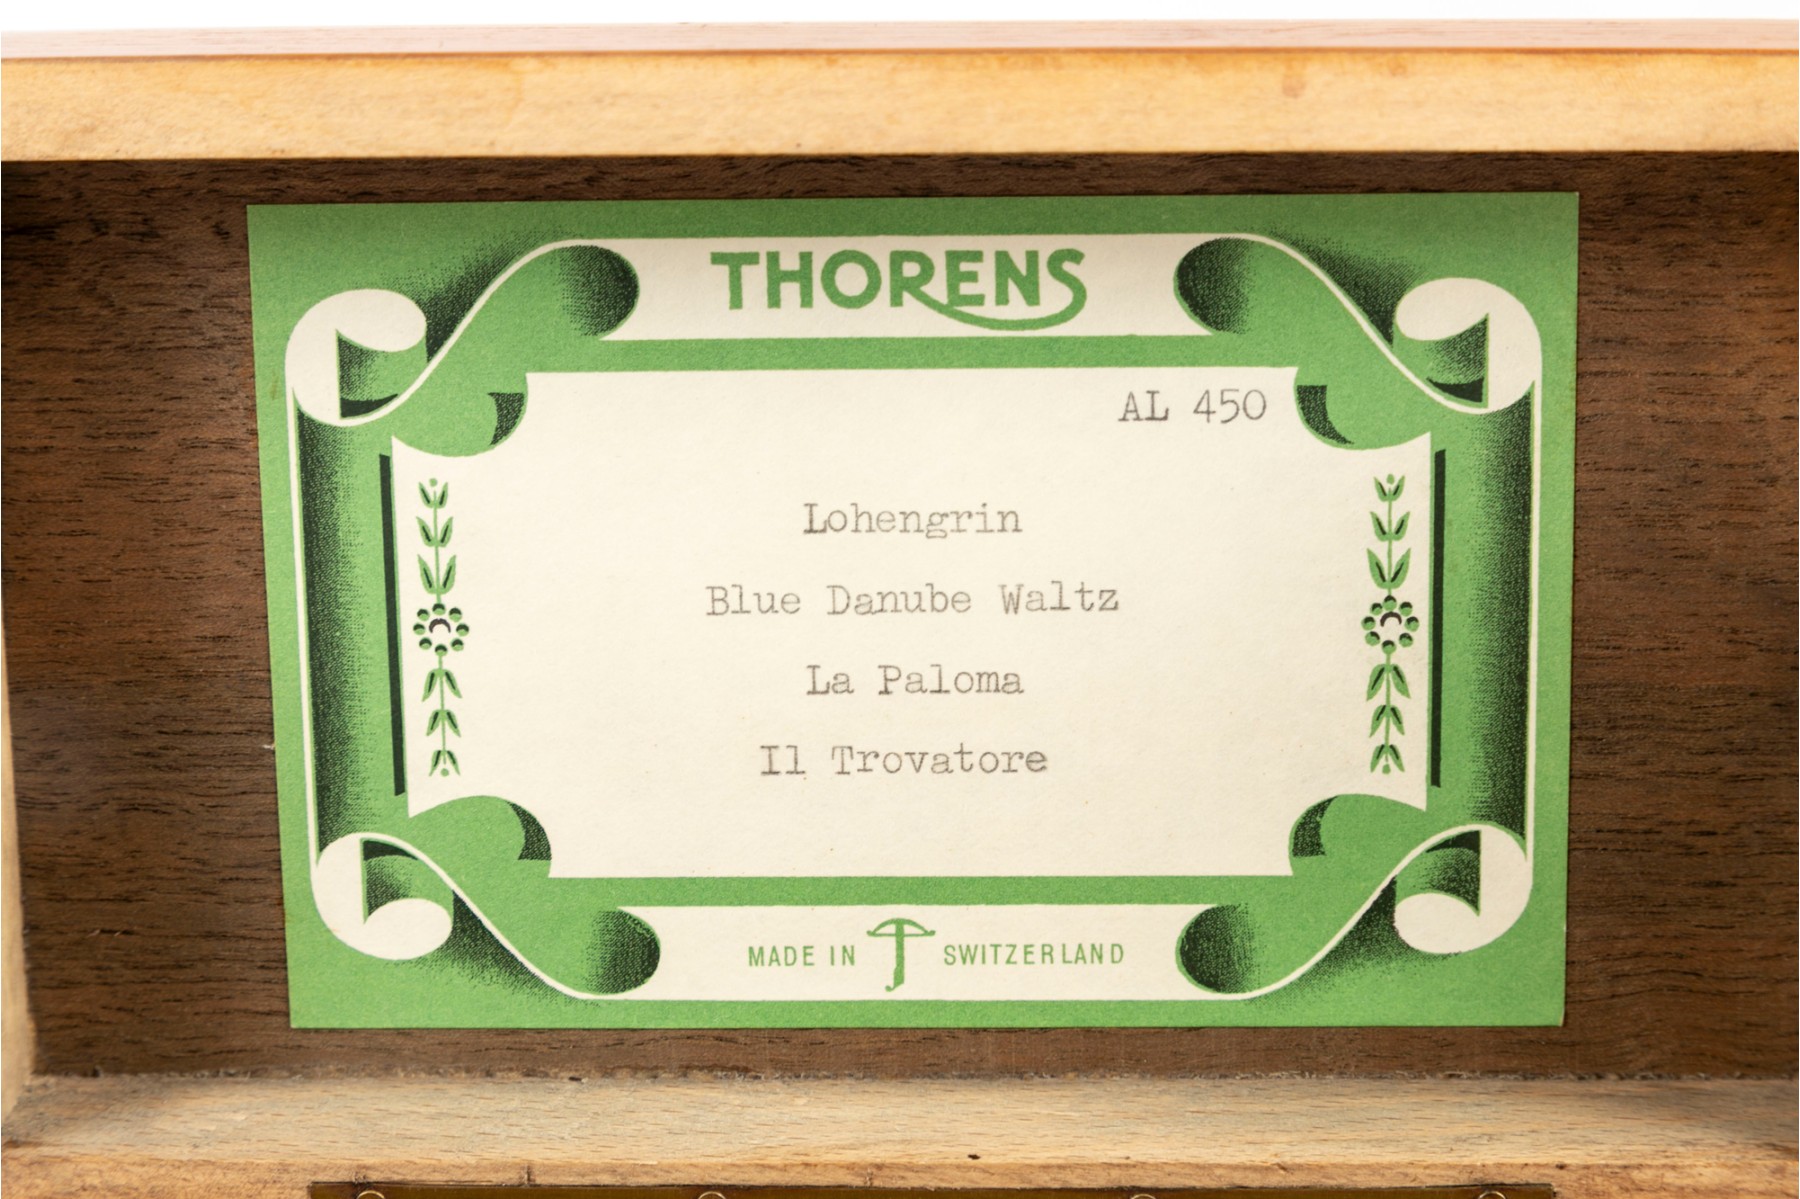 THORENS
AL 450
Lohengrin
Blue Danube Waltz
La Paloma
Il Trovatore
MADE IN SWITZERLAND